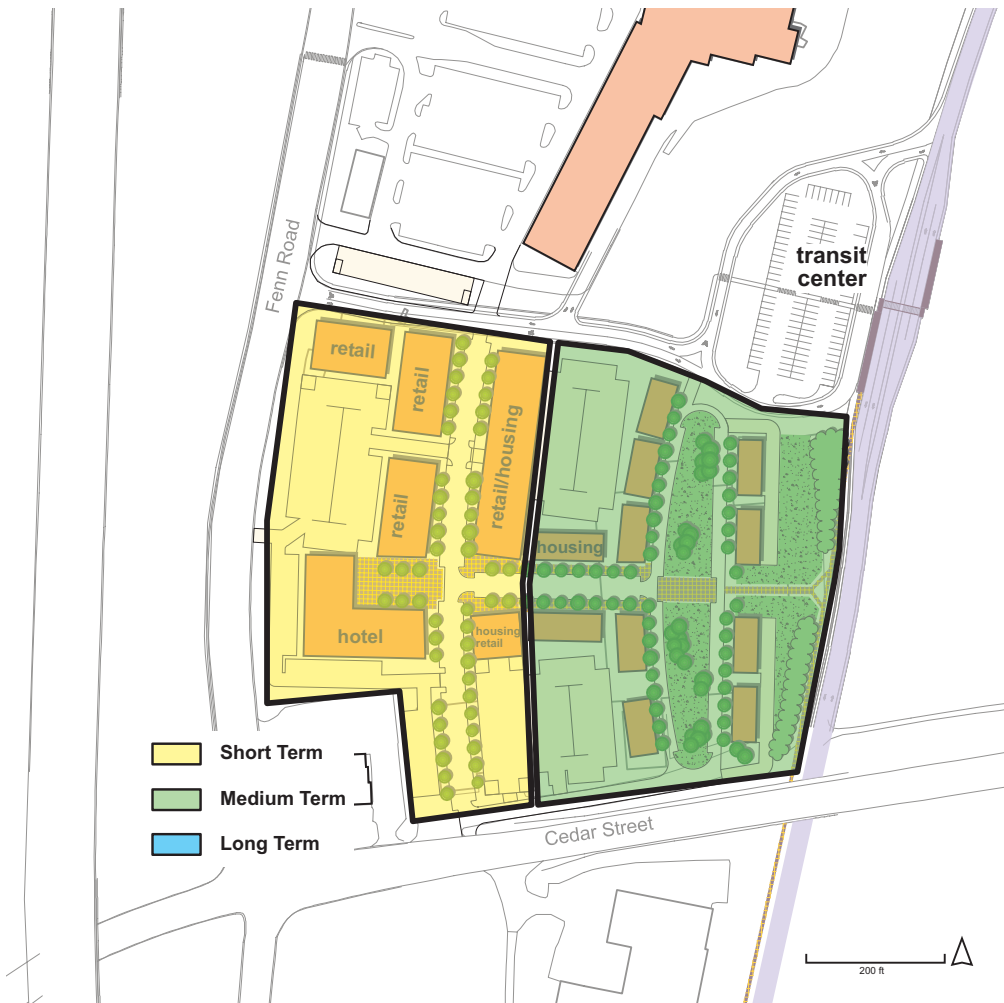 transit
center
Fenn Road
retail
retail
retail/housing
retail
housing
hotel
housing
retail
Short Term
Medium Term
Long Term
Cedar Street
200 ft